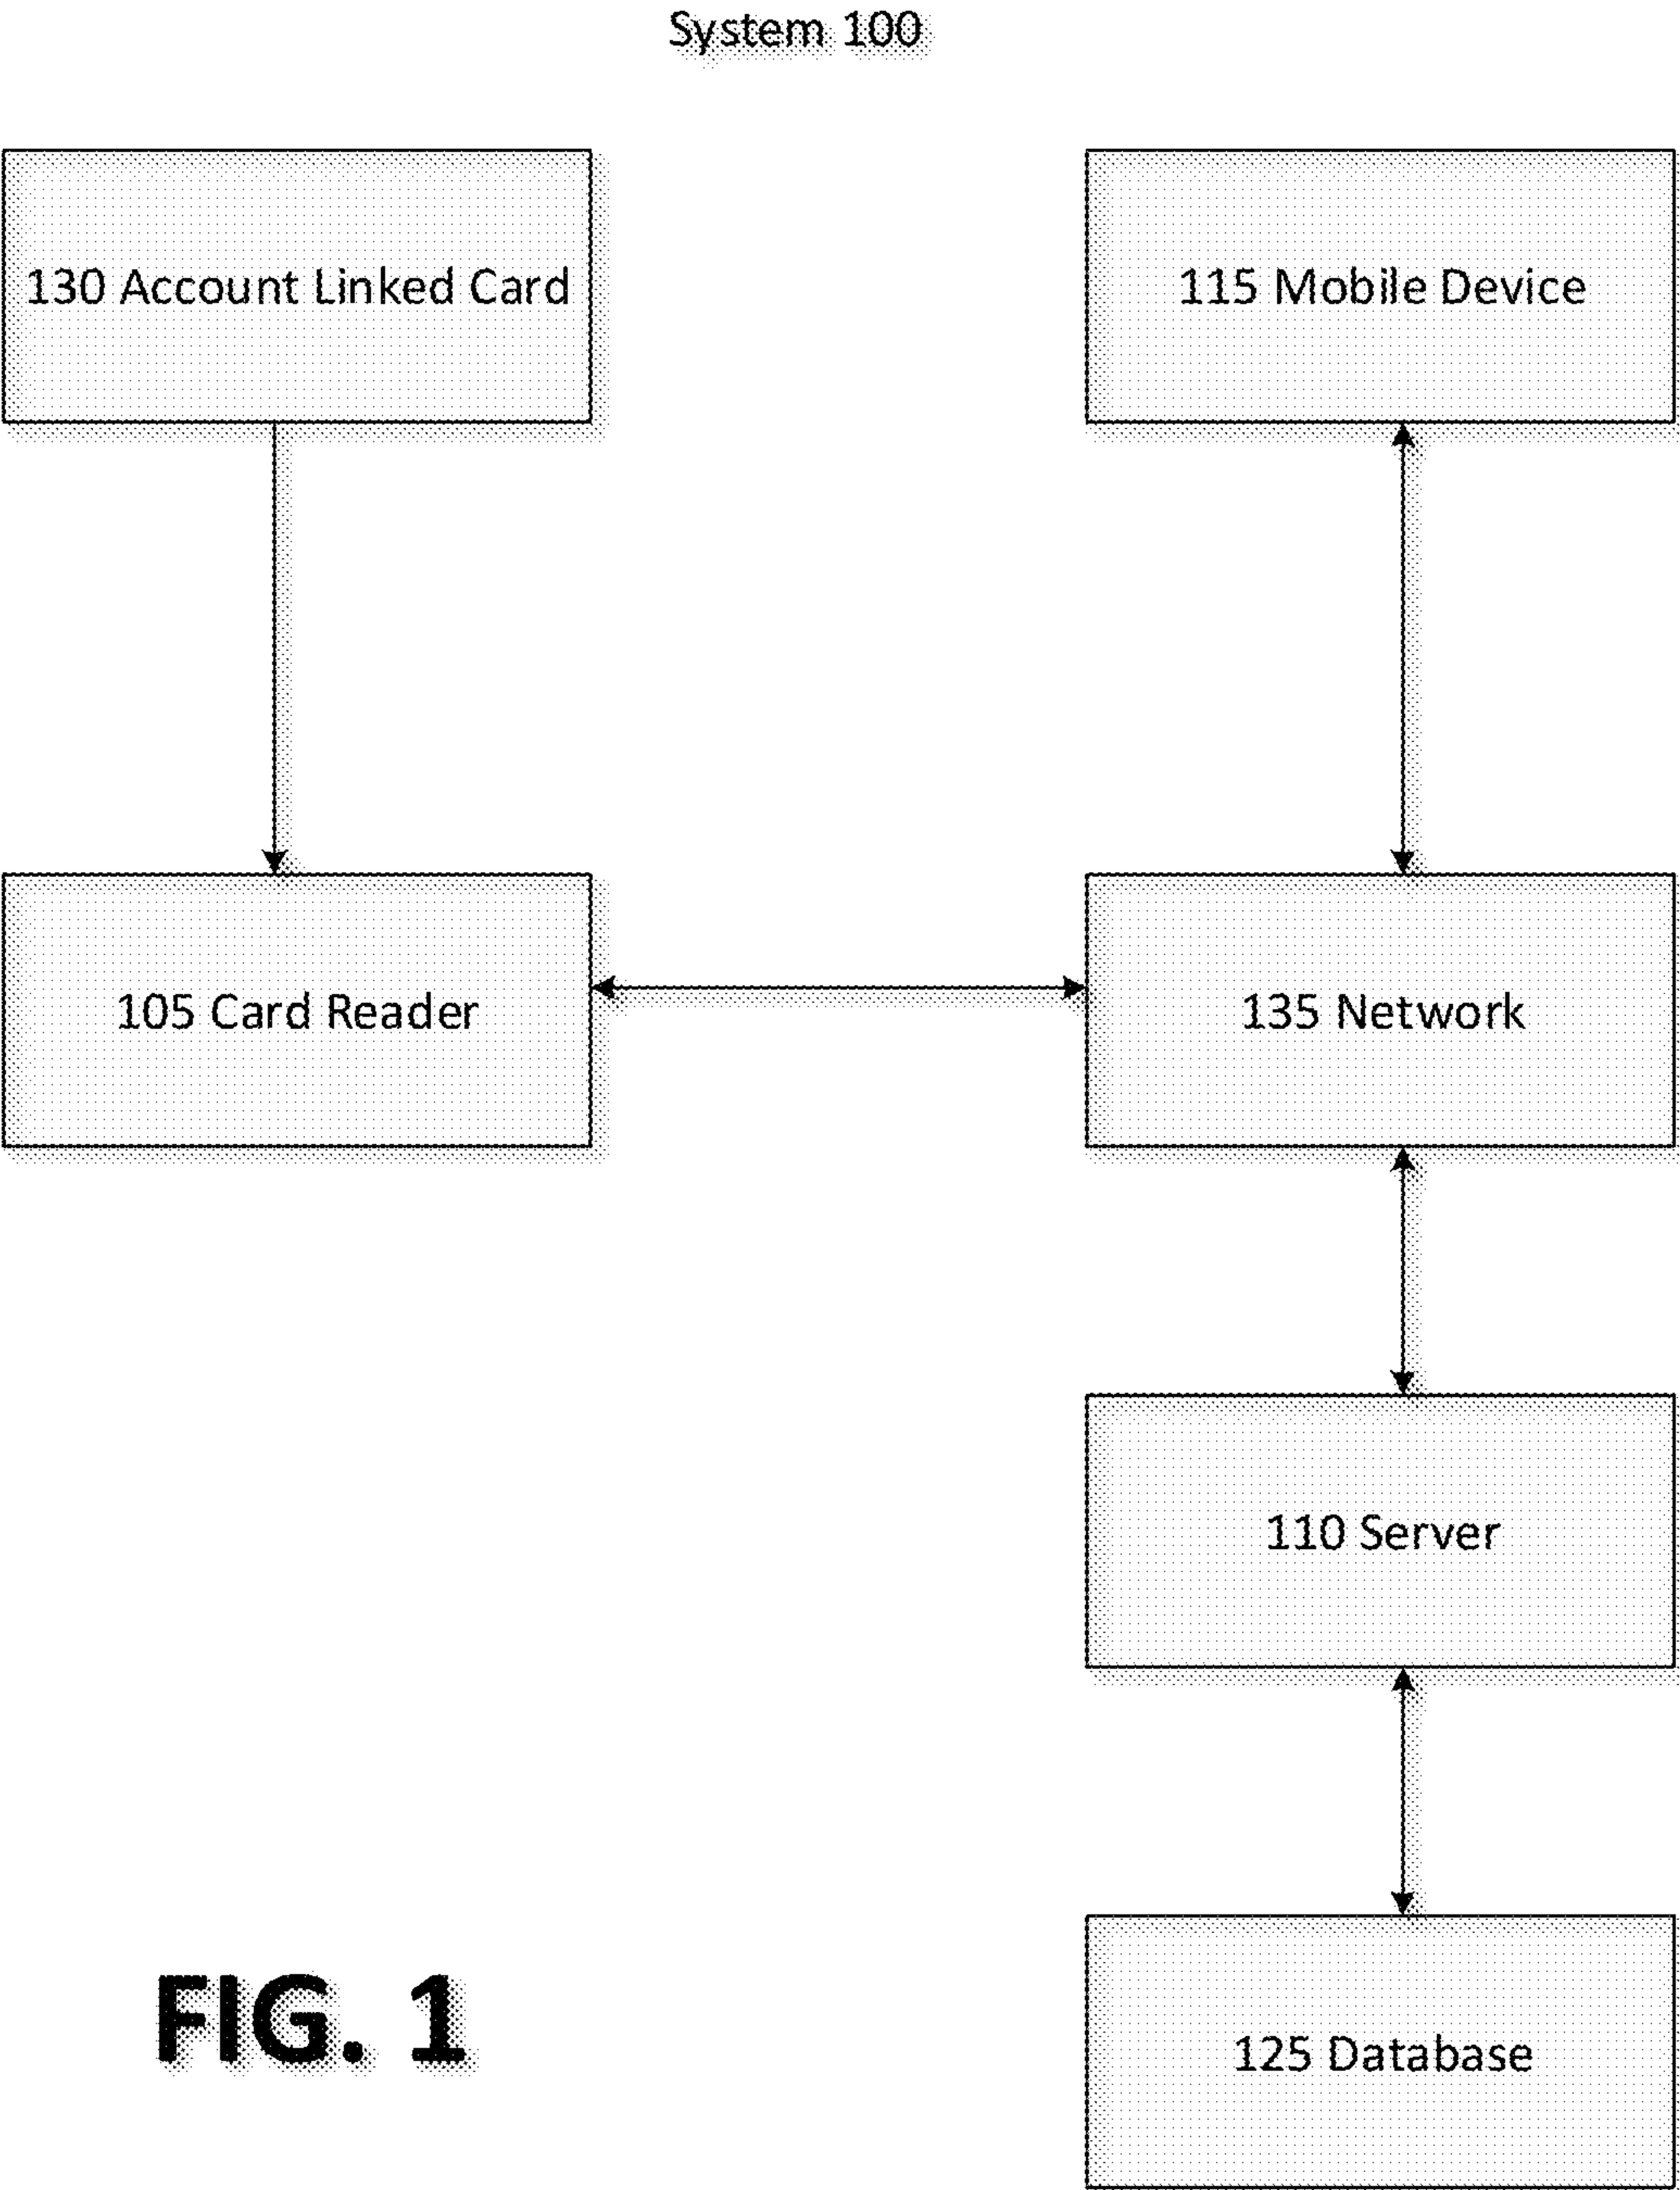 System 100
130 Account Linked Card
115 Mobile Device
105 Card Reader
135 Network
110 Server
125 Database
FIG. 1